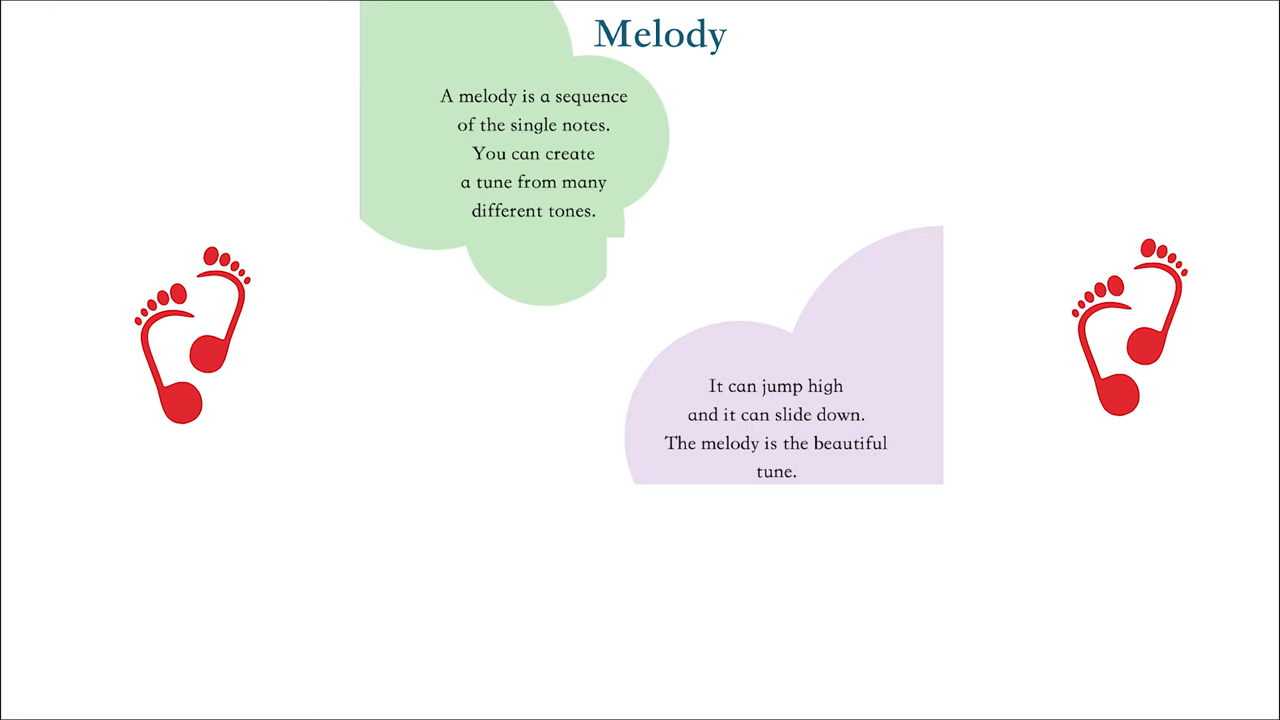 Melody
A melody is a sequence
of the single notes.
You can create
a tune from many
different tones.
It can jump high
and it can slide down.
The melody is the beautiful
tune.